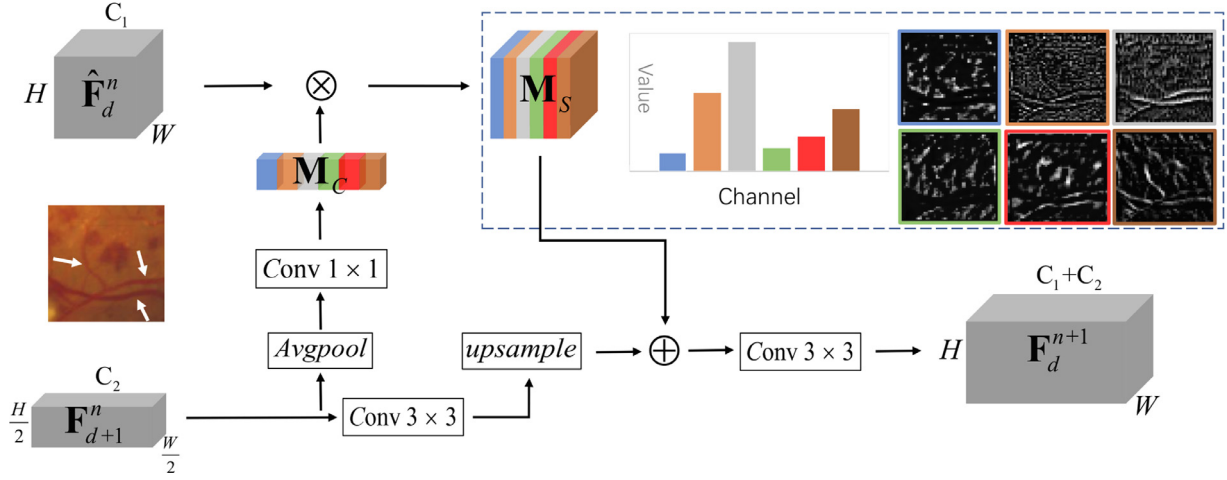 C₁
H
F̂ᵈⁿ
W
M_C
Conv 1 × 1
Avgpool
C₂
H/2
F_{d+1}^n
W/2
Conv 3 × 3
upsample
M_S
Value
Channel
Conv 3 × 3
C₁+C₂
H
F_d^{n+1}
W